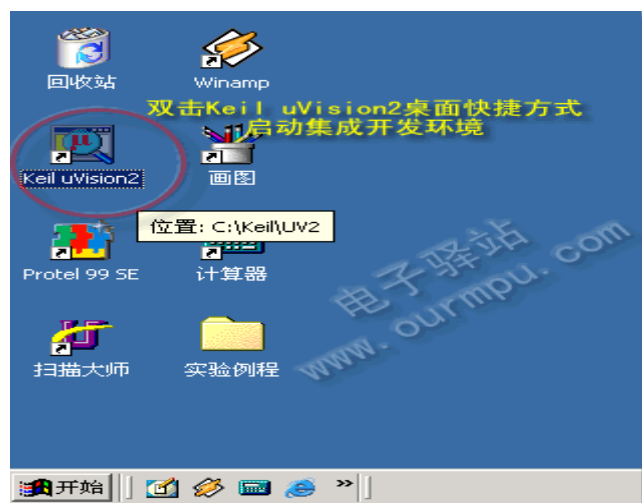 回收站
Winamp
双击Keil uVision2桌面快捷方式
启动集成开发环境
Keil uVision2
画图
位置: C:\Keil\UV2
Protel 99 SE
计算器
扫描大师
实验例程
电子驿站
www.ourmpu.com
开始